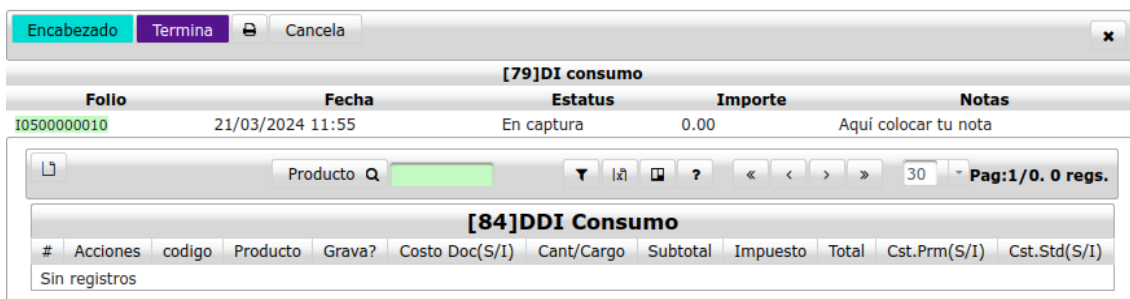 Encabezado Termina Cancela
[79]DI consumo
Folio Fecha Estatus Importe Notas
I0500000010 21/03/2024 11:55 En captura 0.00 Aquí colocar tu nota
Producto ? « < > » 30 Pag:1/0. 0 regs.
[84]DDI Consumo
# Acciones codigo Producto Grava? Costo Doc(S/I) Cant/Cargo Subtotal Impuesto Total Cst.Prm(S/I) Cst.Std(S/I)
Sin registros